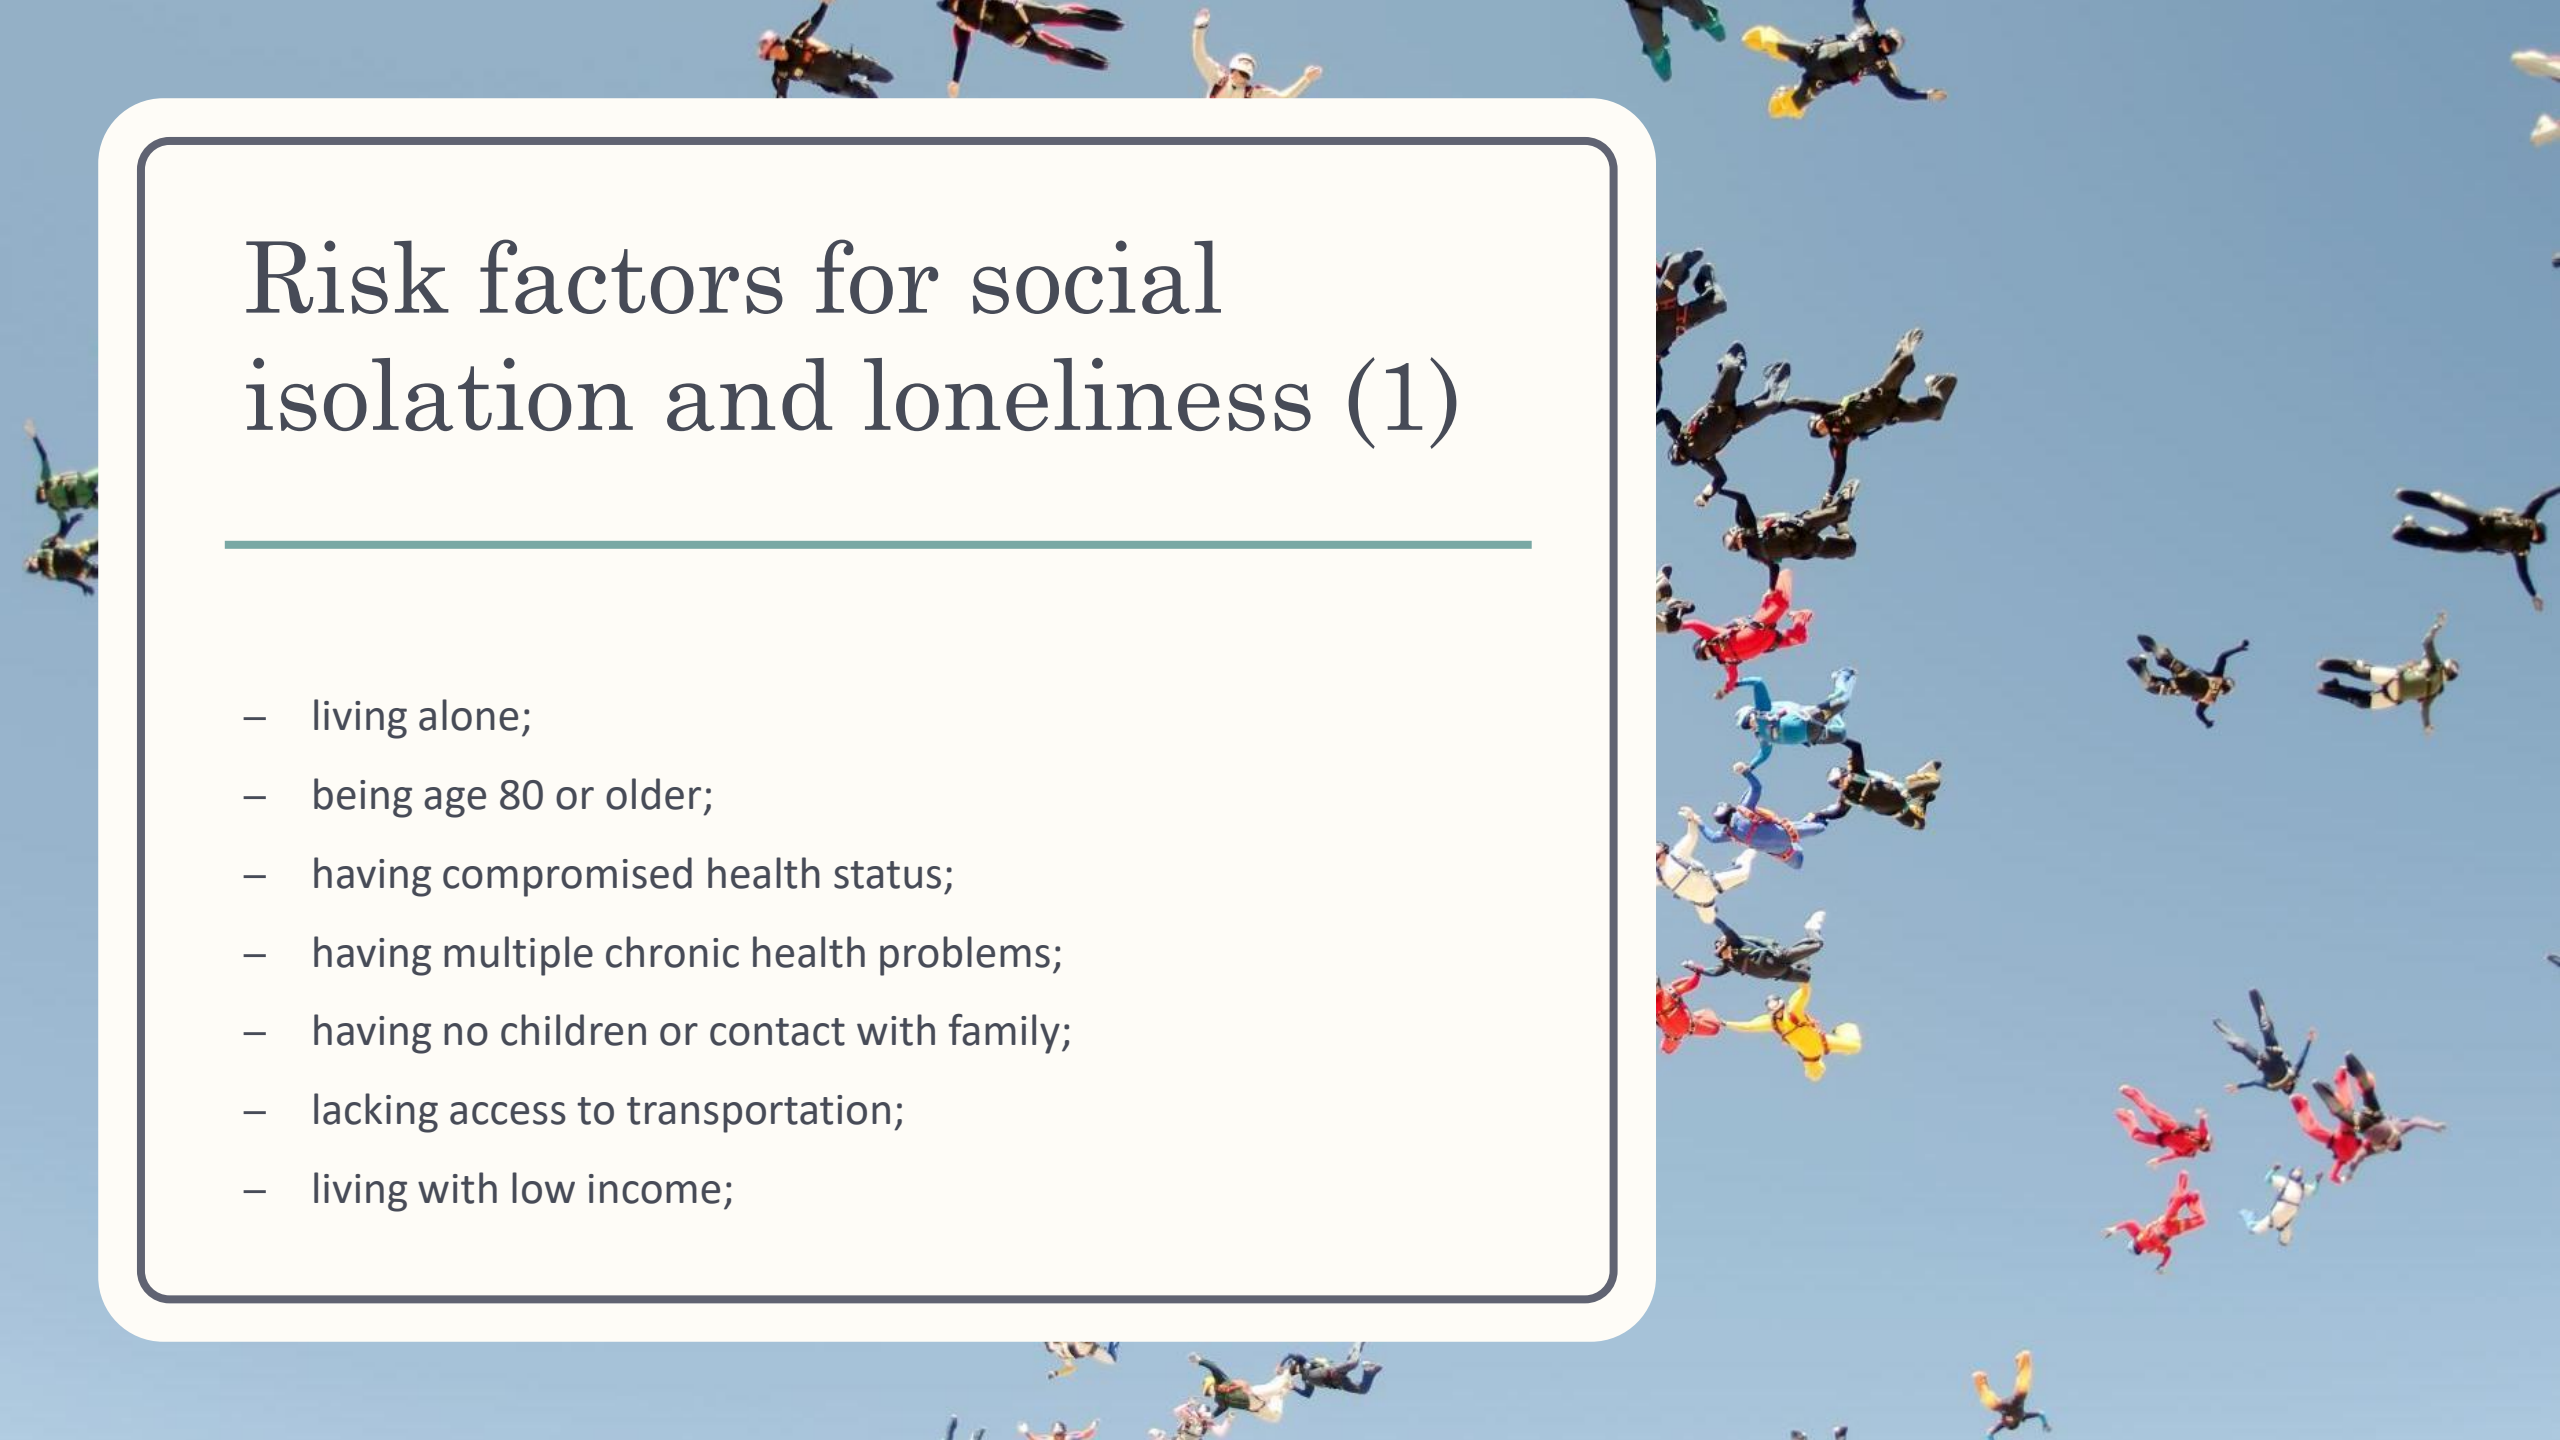 Risk factors for social
isolation and loneliness (1)
– living alone;
– being age 80 or older;
– having compromised health status;
– having multiple chronic health problems;
– having no children or contact with family;
– lacking access to transportation;
– living with low income;